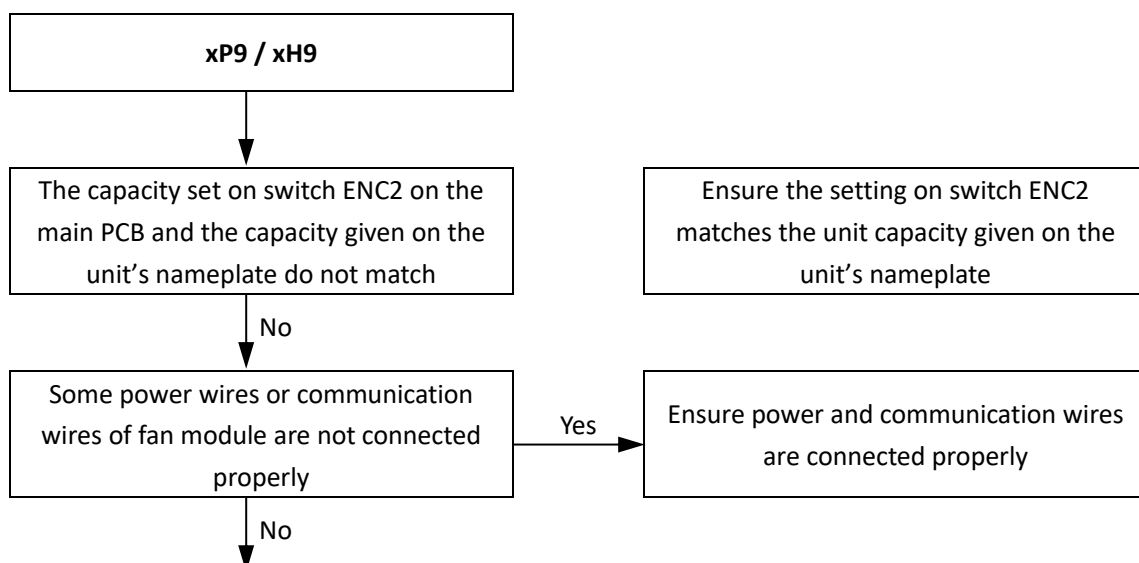 xP9 / xH9
The capacity set on switch ENC2 on the
main PCB and the capacity given on the
unit’s nameplate do not match
Ensure the setting on switch ENC2
matches the unit capacity given on the
unit’s nameplate
No
Some power wires or communication
wires of fan module are not connected
properly
Yes
Ensure power and communication wires
are connected properly
No